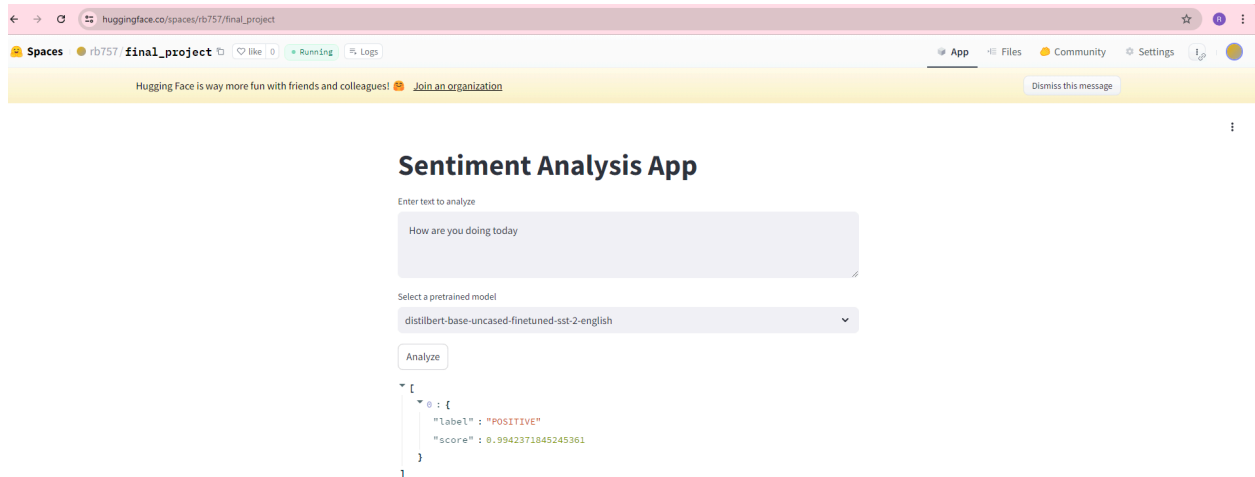 huggingface.co/spaces/rb757/final_project R
Spaces rb757/final_project like 0 Running Logs App Files Community Settings
Hugging Face is way more fun with friends and colleagues! 🤗 Join an organization Dismiss this message
Sentiment Analysis App
Enter text to analyze
How are you doing today
Select a pretrained model
distilbert-base-uncased-finetuned-sst-2-english
Analyze
[
0 : {
"label" : "POSITIVE"
"score" : 0.9942371845245361
}
]